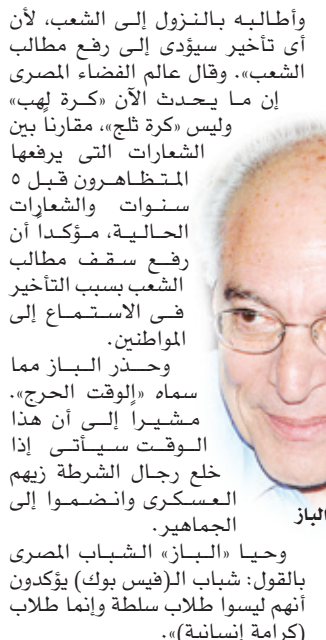 وأطالبه بالنزول إلى الشعب، لأن
أى تأخير سيؤدى إلى رفع مطالب
الشعب». وقال عالم الفضاء المصرى
إن ما يحدث الآن «كرة لهب»
وليس «كرة ثلج»، مقارناً بين
الشعارات التى يرفعها
المتظاهرون قبل ٥
سنوات والشعارات
الحالية، مؤكداً أن
رفع سقف مطالب
الشعب بسبب التأخير
فى الاستماع إلى
المواطنين.
وحذر الباز مما
سماه «الوقت الحرج».
مشيراً إلى أن هذا
الوقت سيأتى إذا
خلع رجال الشرطة زيهم
العسكرى وانضموا إلى
الجماهير.
الباز
وحيا «الباز» الشباب المصرى
بالقول: شباب الـ(فيس بوك) يؤكدون
أنهم ليسوا طلاب سلطة وإنما طلاب
(كرامة إنسانية)».